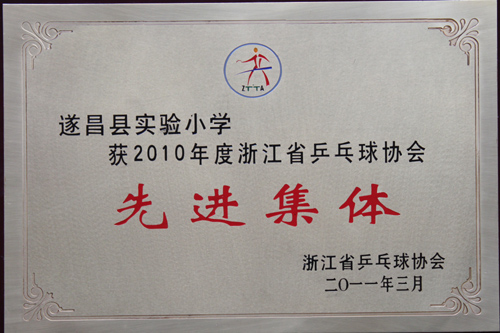 ZTTA
遂昌县实验小学
获2010年度浙江省乒乓球协会
先进集体
浙江省乒乓球协会
二〇一一年三月